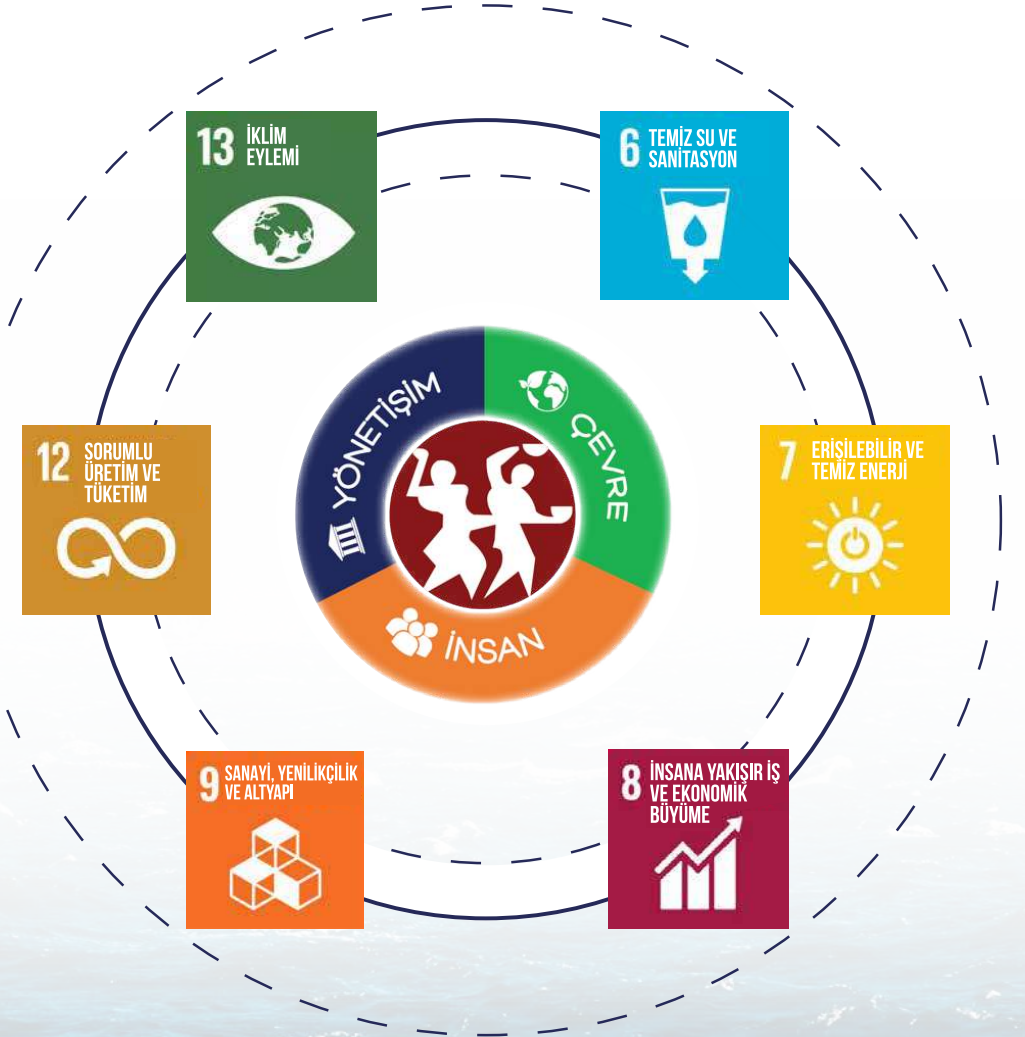 13 İKLİM
EYLEMİ
6 TEMİZ SU VE
SANİTASYON
YÖNETİŞİM
ÇEVRE
İNSAN
12 SORUMLU
ÜRETİM VE
TÜKETİM
7 ERİŞİLEBİLİR VE
TEMİZ ENERJİ
9 SANAYİ, YENİLİKÇİLİK
VE ALTYAPI
8 İNSANA YAKIŞIR İŞ
VE EKONOMİK
BÜYÜME